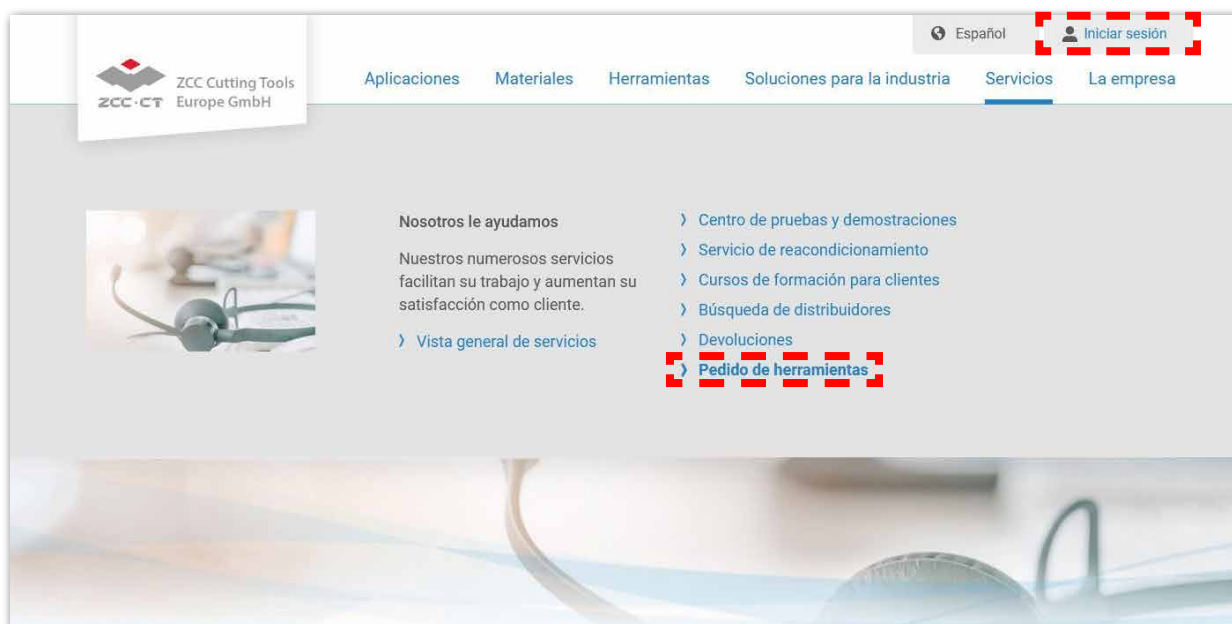 Español
Iniciar sesión
ZCC Cutting Tools
Europe GmbH
ZCC·CT
Aplicaciones
Materiales
Herramientas
Soluciones para la industria
Servicios
La empresa
Nosotros le ayudamos
Nuestros numerosos servicios
facilitan su trabajo y aumentan su
satisfacción como cliente.
Vista general de servicios
Centro de pruebas y demostraciones
Servicio de reacondicionamiento
Cursos de formación para clientes
Búsqueda de distribuidores
Devoluciones
Pedido de herramientas